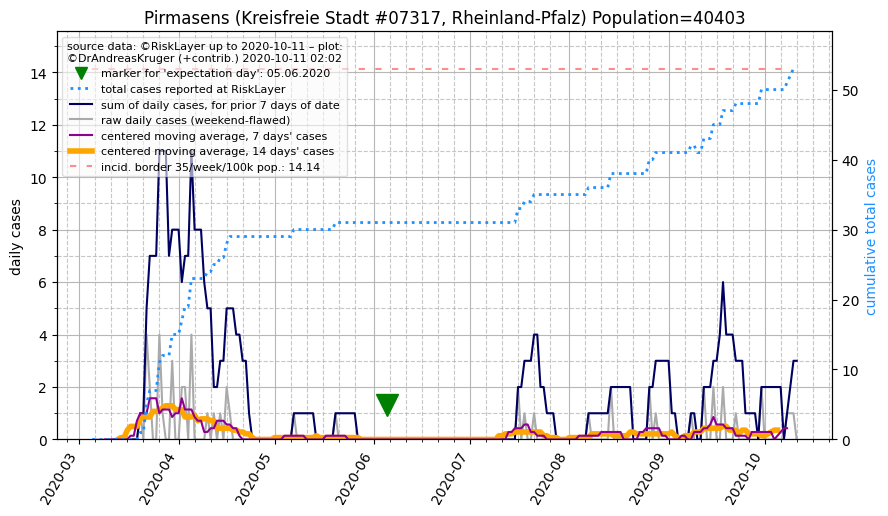 Pirmasens (Kreisfreie Stadt #07317, Rheinland-Pfalz) Population=40403
source data: ©RiskLayer up to 2020-10-11 – plot:
©DrAndreasKruger (+contrib.) 2020-10-11 02:02
marker for 'expectation day': 05.06.2020
total cases reported at RiskLayer
sum of daily cases, for prior 7 days of date
raw daily cases (weekend-flawed)
centered moving average, 7 days' cases
centered moving average, 14 days' cases
incid. border 35/week/100k pop.: 14.14
daily cases
14
12
10
8
6
4
2
0
cumulative total cases
50
40
30
20
10
0
2020-03
2020-04
2020-05
2020-06
2020-07
2020-08
2020-09
2020-10